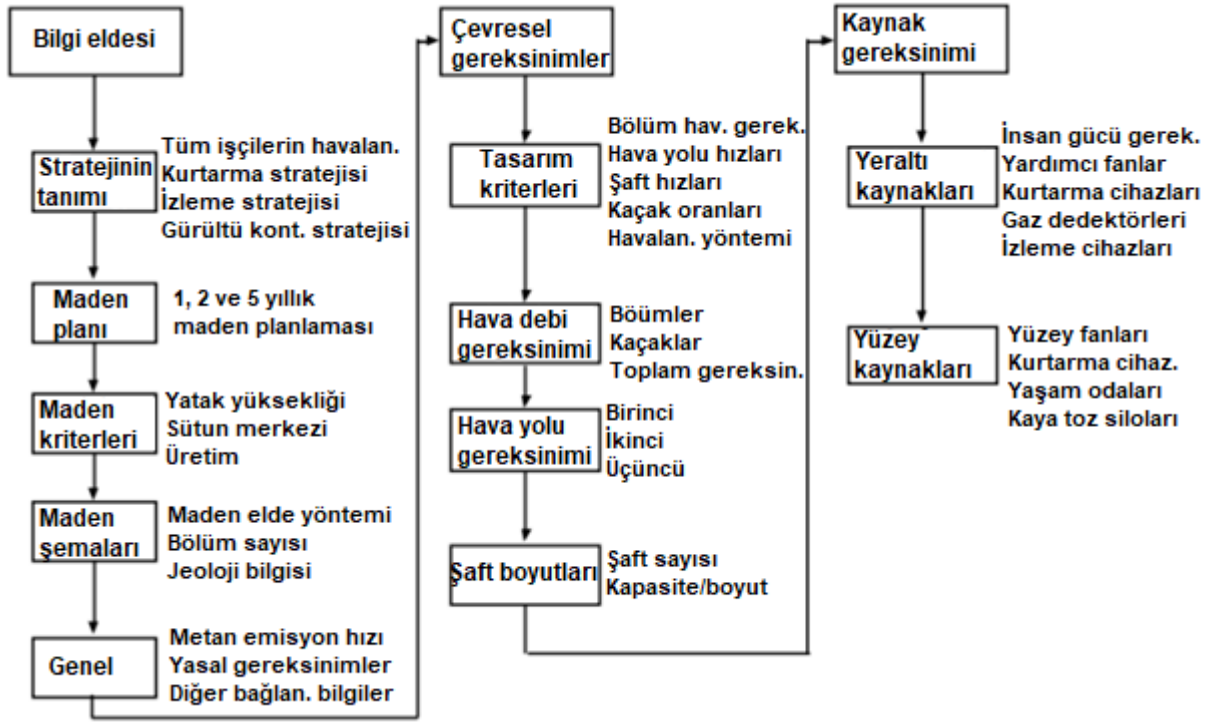 Bilgi eldesi
Stratejinin
tanımı
Tüm işçilerin havalan.
Kurtarma stratejisi
İzleme stratejisi
Gürültü kont. stratejisi
Maden
planı
1, 2 ve 5 yıllık
maden planlaması
Maden
kriterleri
Yatak yüksekliği
Sütun merkezi
Üretim
Maden
şemaları
Maden elde yöntemi
Bölüm sayısı
Jeoloji bilgisi
Genel
Metan emisyon hızı
Yasal gereksinimler
Diğer bağlan. bilgiler
Çevresel
gereksinimler
Tasarım
kriterleri
Bölüm hav. gerek.
Hava yolu hızları
Şaft hızları
Kaçak oranları
Havalan. yöntemi
Hava debi
gereksinimi
Böümler
Kaçaklar
Toplam gereksin.
Hava yolu
gereksinimi
Birinci
İkinci
Üçüncü
Şaft boyutları
Şaft sayısı
Kapasite/boyut
Kaynak
gereksinimi
Yeraltı
kaynakları
İnsan gücü gerek.
Yardımcı fanlar
Kurtarma cihazları
Gaz dedektörleri
İzleme cihazları
Yüzey
kaynakları
Yüzey fanları
Kurtarma cihaz.
Yaşam odaları
Kaya toz siloları